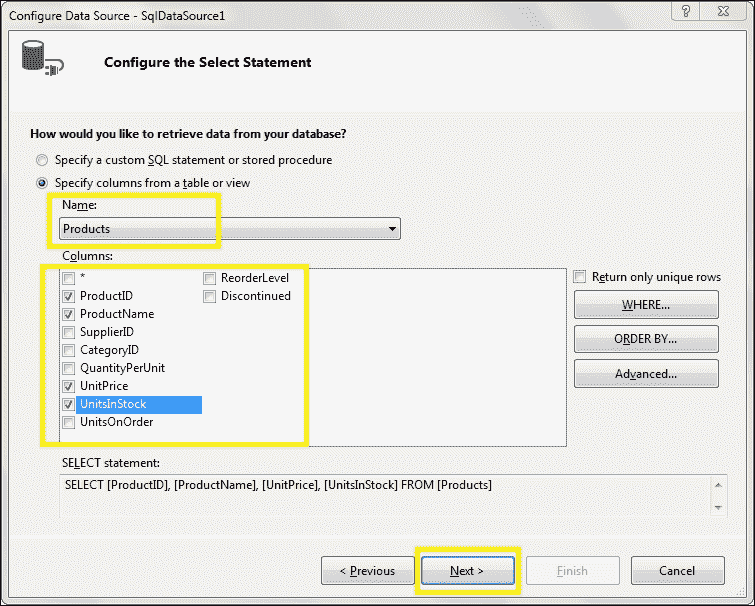 Configure Data Source - SqlDataSource1
Configure the Select Statement
How would you like to retrieve data from your database?
Specify a custom SQL statement or stored procedure
Specify columns from a table or view
Name:
Products
Columns:
*
ProductID
ProductName
SupplierID
CategoryID
QuantityPerUnit
UnitPrice
UnitsInStock
UnitsOnOrder
ReorderLevel
Discontinued
Return only unique rows
WHERE...
ORDER BY...
Advanced...
SELECT statement:
SELECT [ProductID], [ProductName], [UnitPrice], [UnitsInStock] FROM [Products]
< Previous
Next >
Finish
Cancel